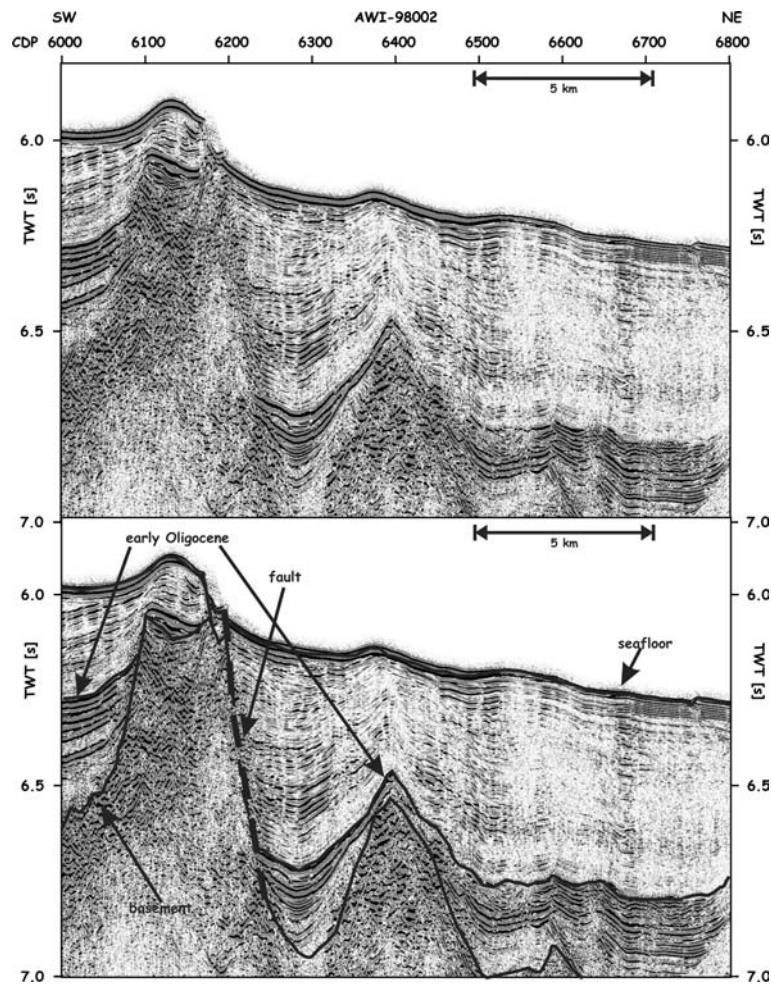 SW AWI-98002 NE
CDP 6000 6100 6200 6300 6400 6500 6600 6700 6800
5 km
6.0 6.0
TWT [s] TWT [s]
6.5 6.5
7.0 7.0
5 km
early Oligocene
fault
6.0 6.0
seafloor
TWT [s] TWT [s]
6.5 6.5
basement
7.0 7.0